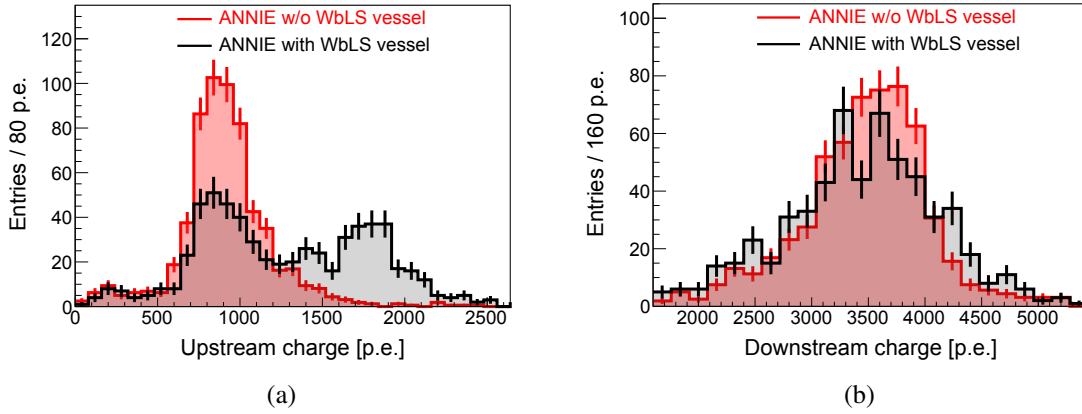 ANNIE w/o WbLS vessel
ANNIE with WbLS vessel
Entries / 80 p.e.
120
100
80
60
40
20
0
0 500 1000 1500 2000 2500
Upstream charge [p.e.]
(a)
ANNIE w/o WbLS vessel
ANNIE with WbLS vessel
Entries / 160 p.e.
100
80
60
40
20
0
2000 2500 3000 3500 4000 4500 5000
Downstream charge [p.e.]
(b)